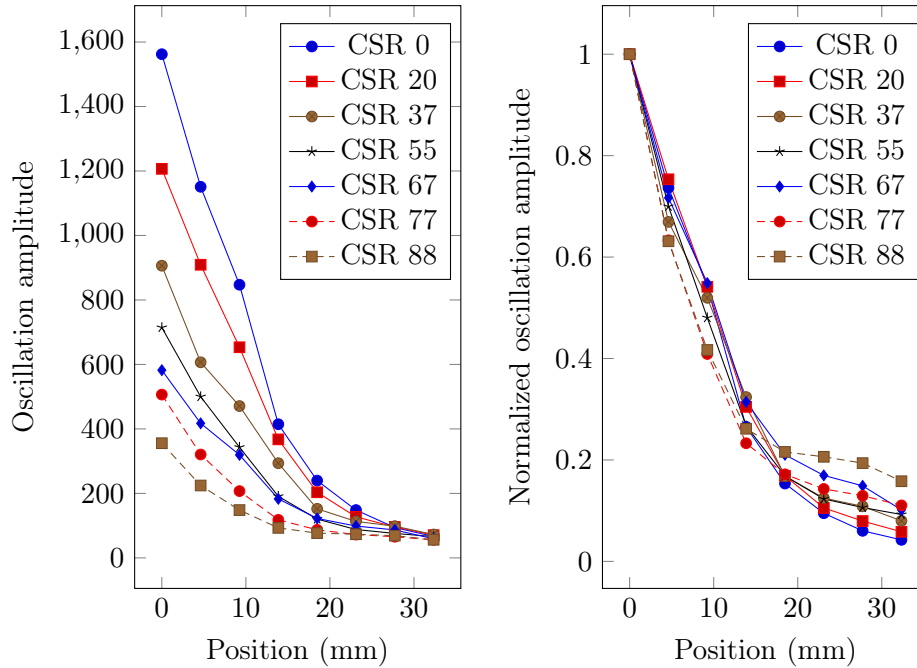 Oscillation amplitude
1,600
1,400
1,200
1,000
800
600
400
200
0
0
10
20
30
Position (mm)
CSR 0
CSR 20
CSR 37
CSR 55
CSR 67
CSR 77
CSR 88
Normalized oscillation amplitude
1
0.8
0.6
0.4
0.2
0
0
10
20
30
Position (mm)
CSR 0
CSR 20
CSR 37
CSR 55
CSR 67
CSR 77
CSR 88